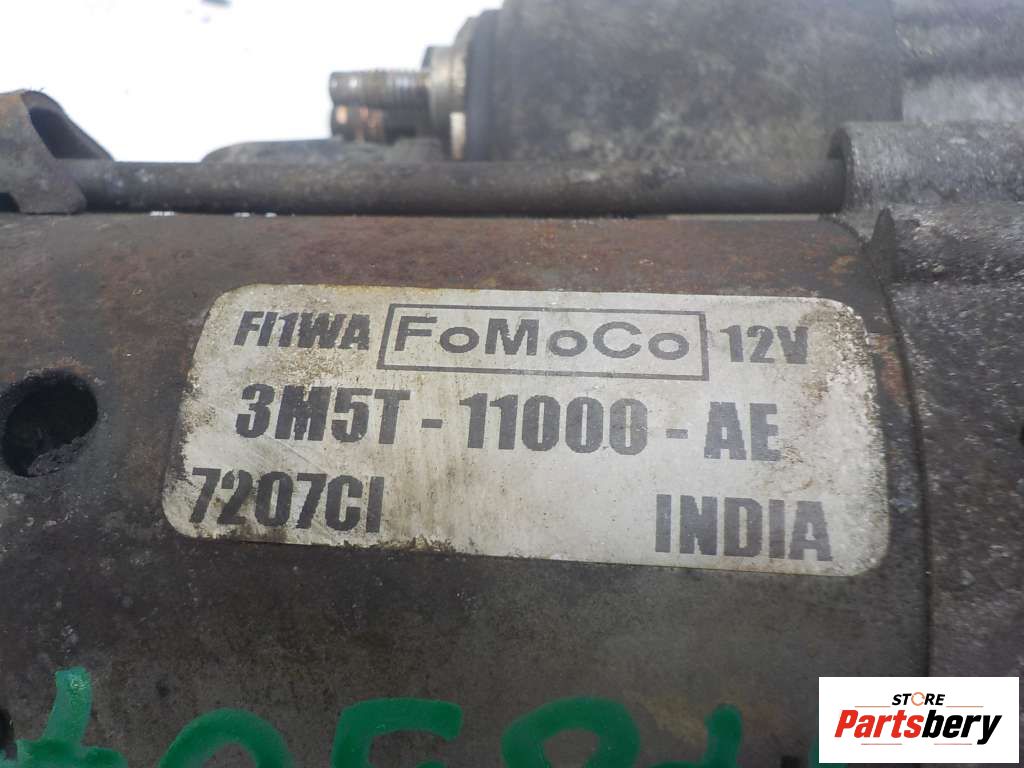 FI1WA FoMoCo 12V
3M5T - 11000 - AE
7207CI INDIA
STORE
Partsbery